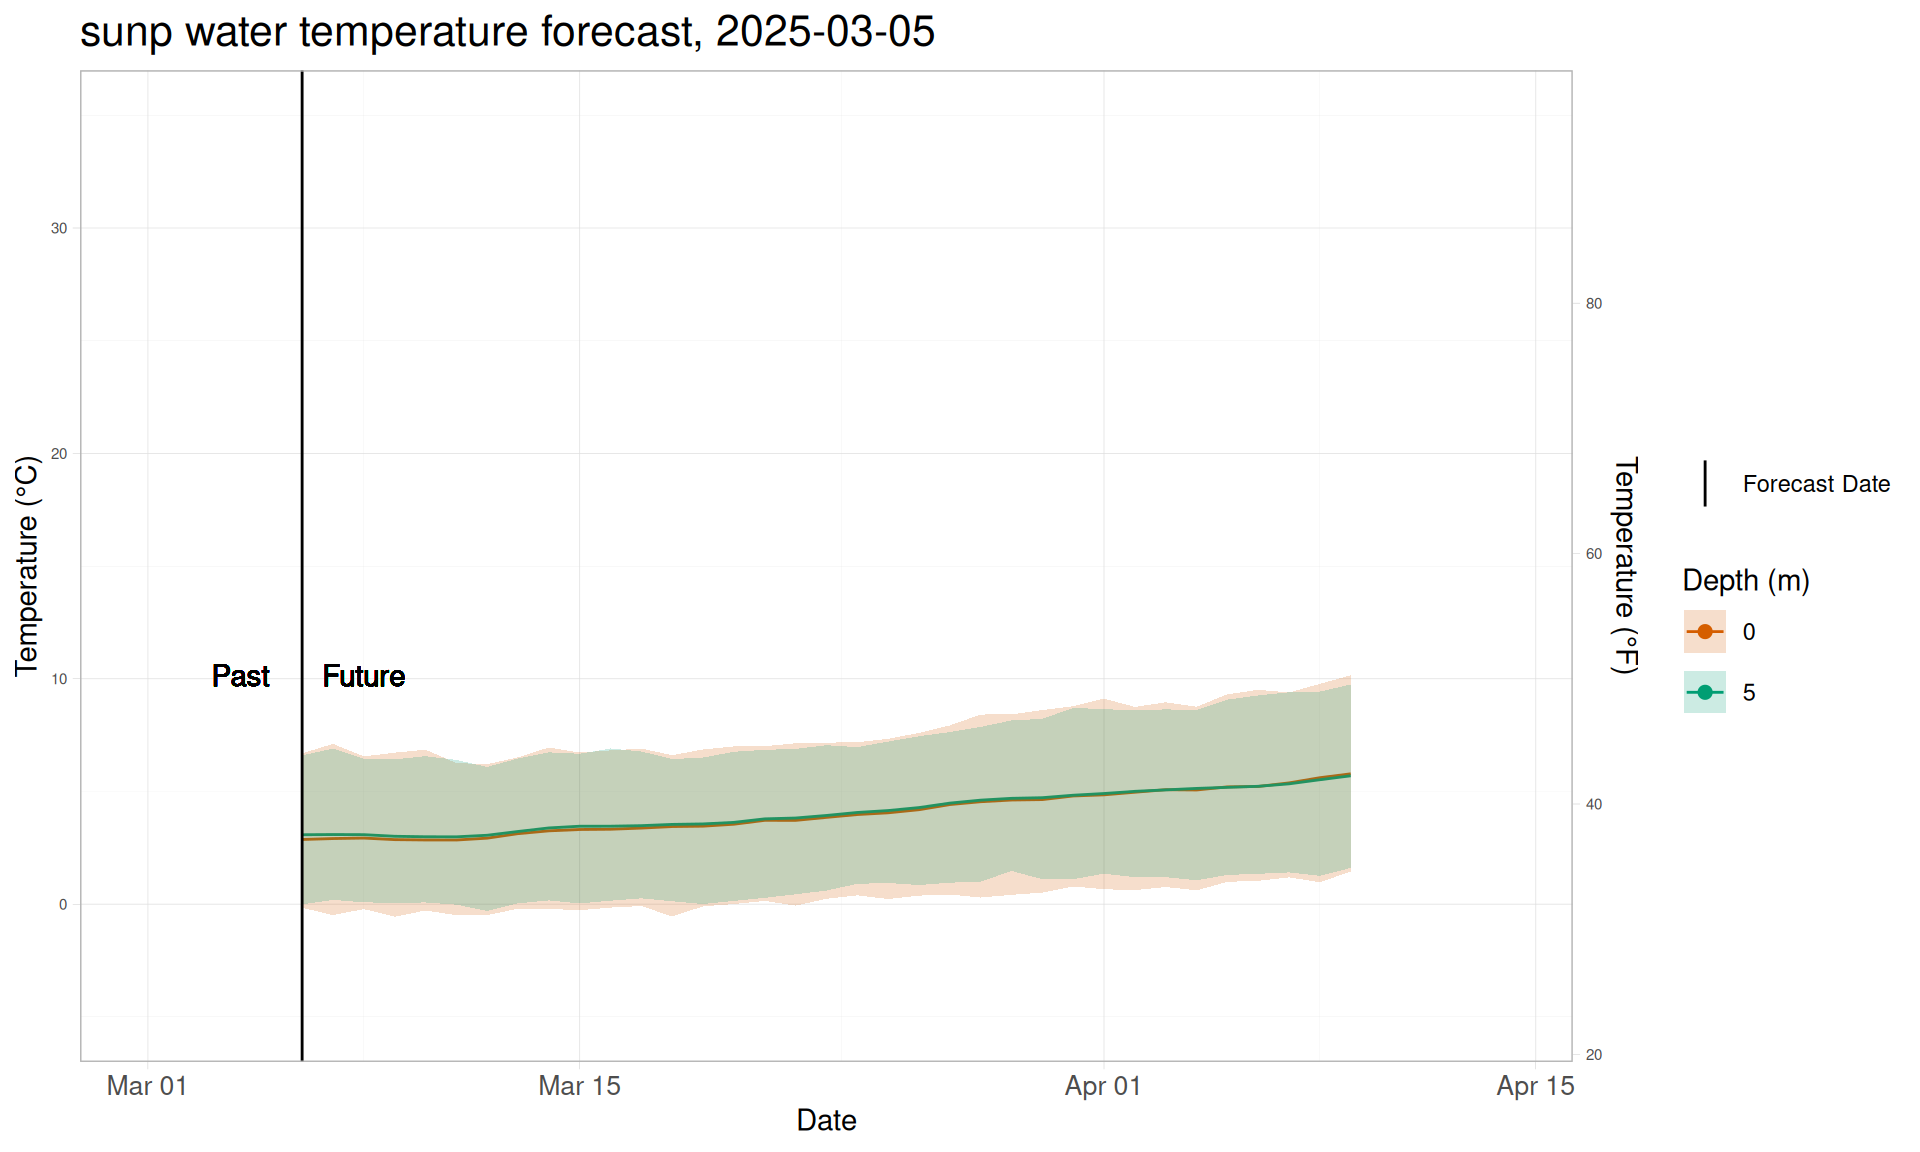 sunp water temperature forecast, 2025-03-05
Temperature (°C)
30
20
10
0
Past
Future
80
60
40
20
Temperature (°F)
Mar 01
Mar 15
Apr 01
Apr 15
Date
Forecast Date
Depth (m)
0
5